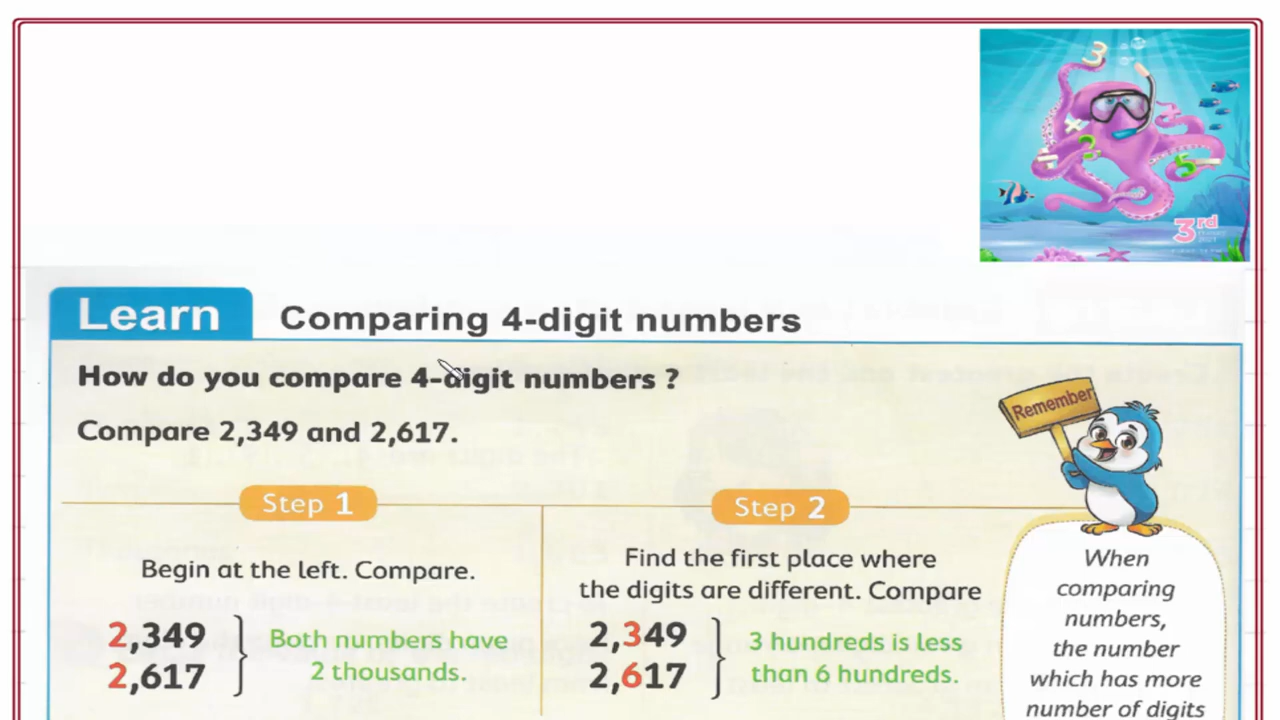 3
×
3
5
3rd
Learn
Comparing 4-digit numbers
How do you compare 4-digit numbers ?
Compare 2,349 and 2,617.
Step 1
Begin at the left. Compare.
2,349
2,617
Both numbers have
2 thousands.
Step 2
Find the first place where
the digits are different. Compare
2,349
2,617
3 hundreds is less
than 6 hundreds.
Remember
When
comparing
numbers,
the number
which has more
number of digits